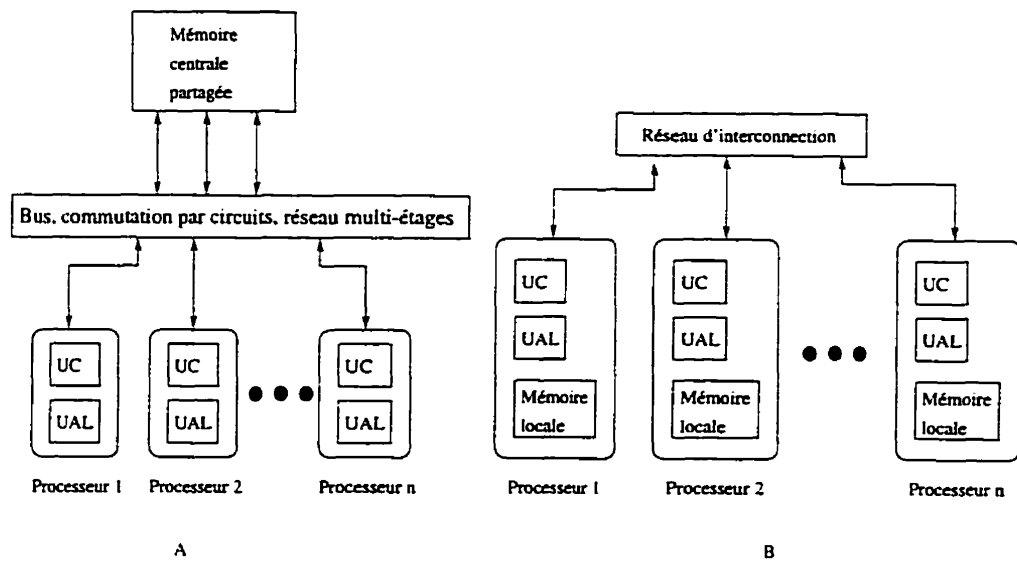 Mémoire
centrale
partagée
Bus, commutation par circuits, réseau multi-étages
UC
UAL
UC
UAL
UC
UAL
Processeur 1
Processeur 2
Processeur n
A
Réseau d'interconnection
UC
UAL
Mémoire
locale
UC
UAL
Mémoire
locale
UC
UAL
Mémoire
locale
Processeur 1
Processeur 2
Processeur n
B